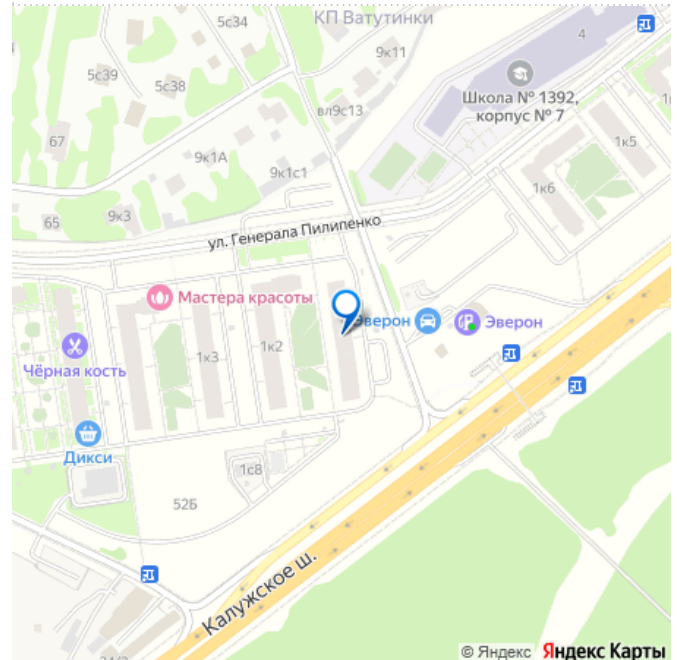 5с34
КП Ватутинки
4
9к11
5с39
5с38
Школа № 1392,
корпус № 7
вл9с13
67
1к5
9к1А
9к1с1
1к6
65
9к3
ул. Генерала Пилипенко
Мастера красоты
Эверон
Эверон
Чёрная кость
1к3
1к2
Дикси
1с8
52Б
Калужское ш.
© Яндекс Яндекс Карты